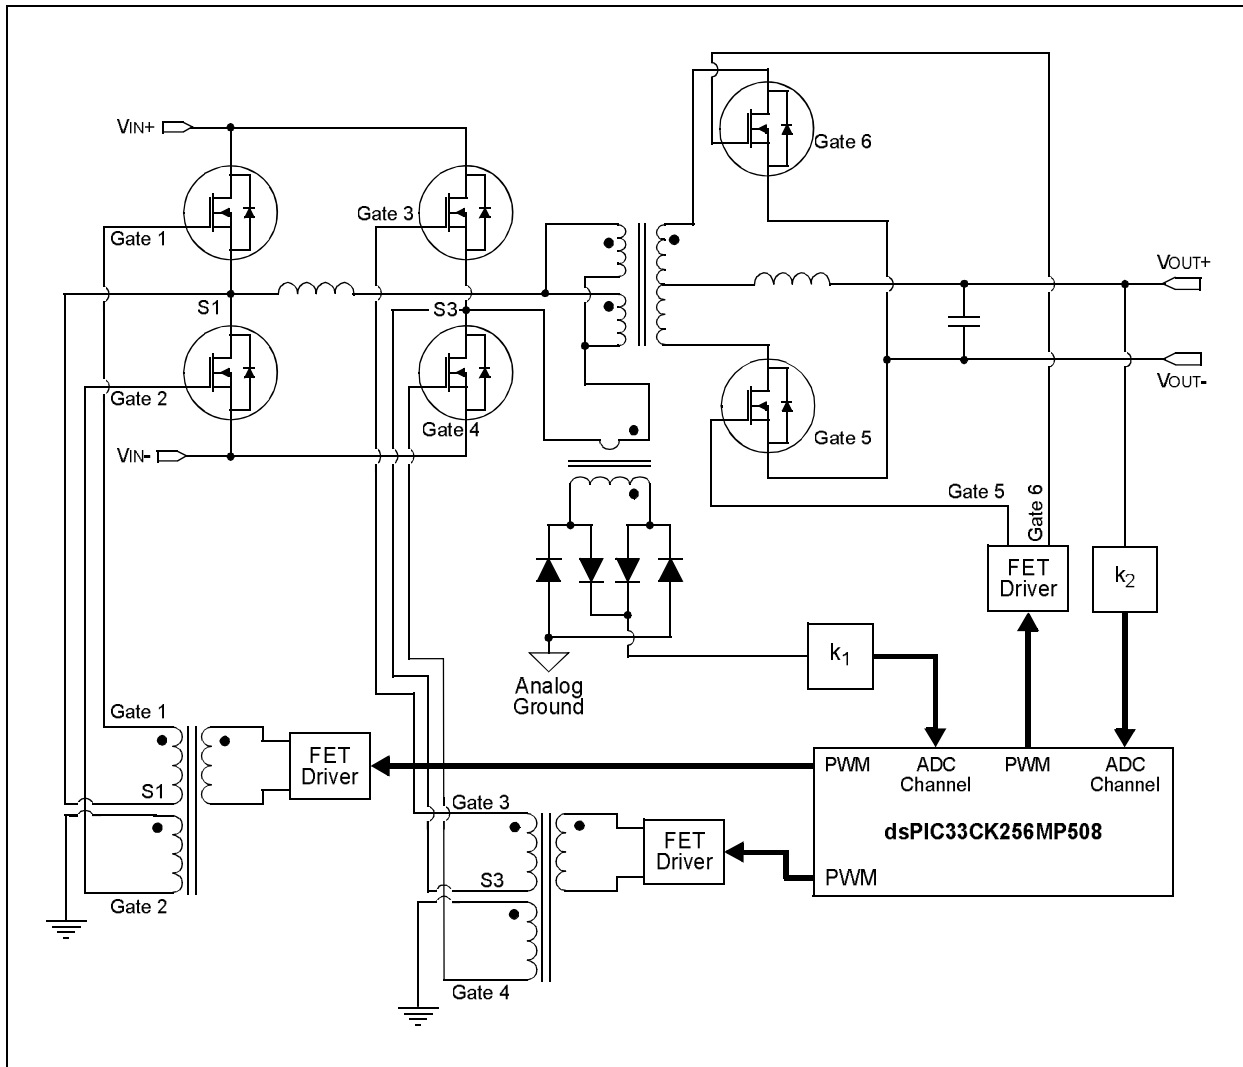 VIN+
Gate 1
Gate 3
Gate 6
S1
S3
VOUT+
Gate 2
Gate 4
VOUT-
Gate 5
VIN-
Gate 5
Gate 6
FET
Driver
k2
k1
Analog
Ground
Gate 1
S1
Gate 2
FET
Driver
PWM
ADC
Channel
PWM
ADC
Channel
dsPIC33CK256MP508
PWM
Gate 3
S3
Gate 4
FET
Driver